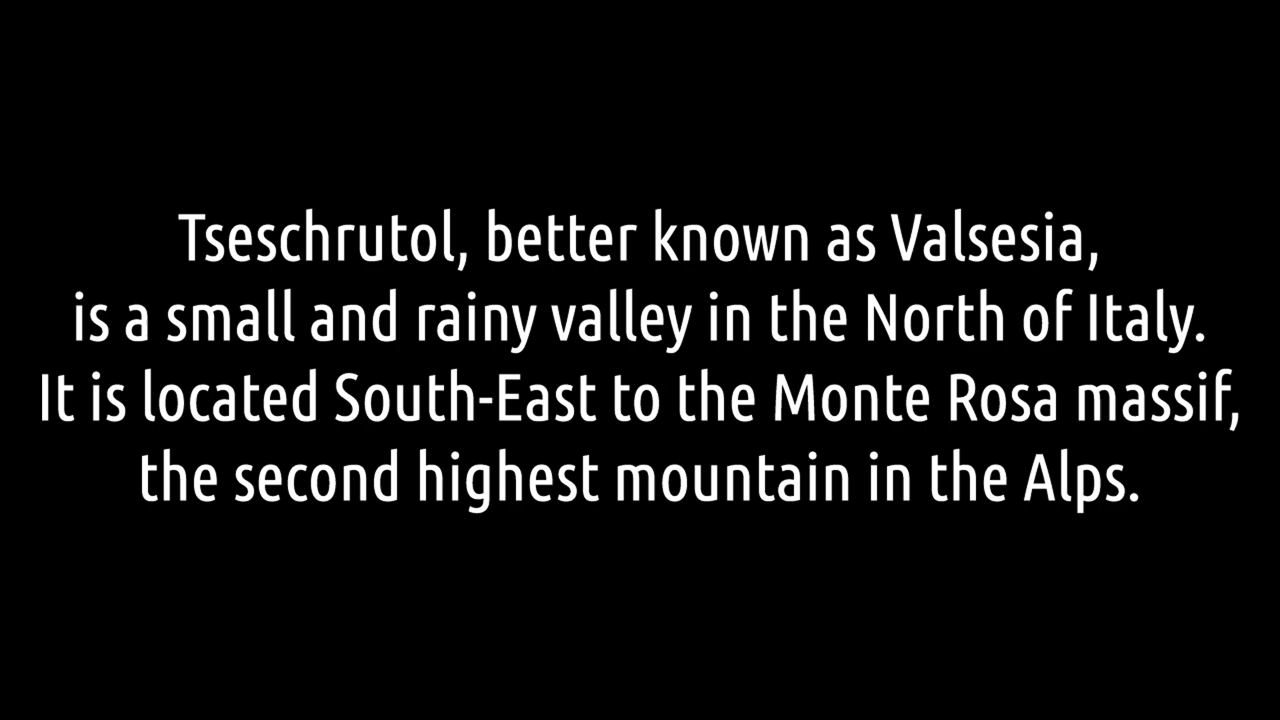 Tseschrutol, better known as Valsesia,
is a small and rainy valley in the North of Italy.
It is located South-East to the Monte Rosa massif,
the second highest mountain in the Alps.